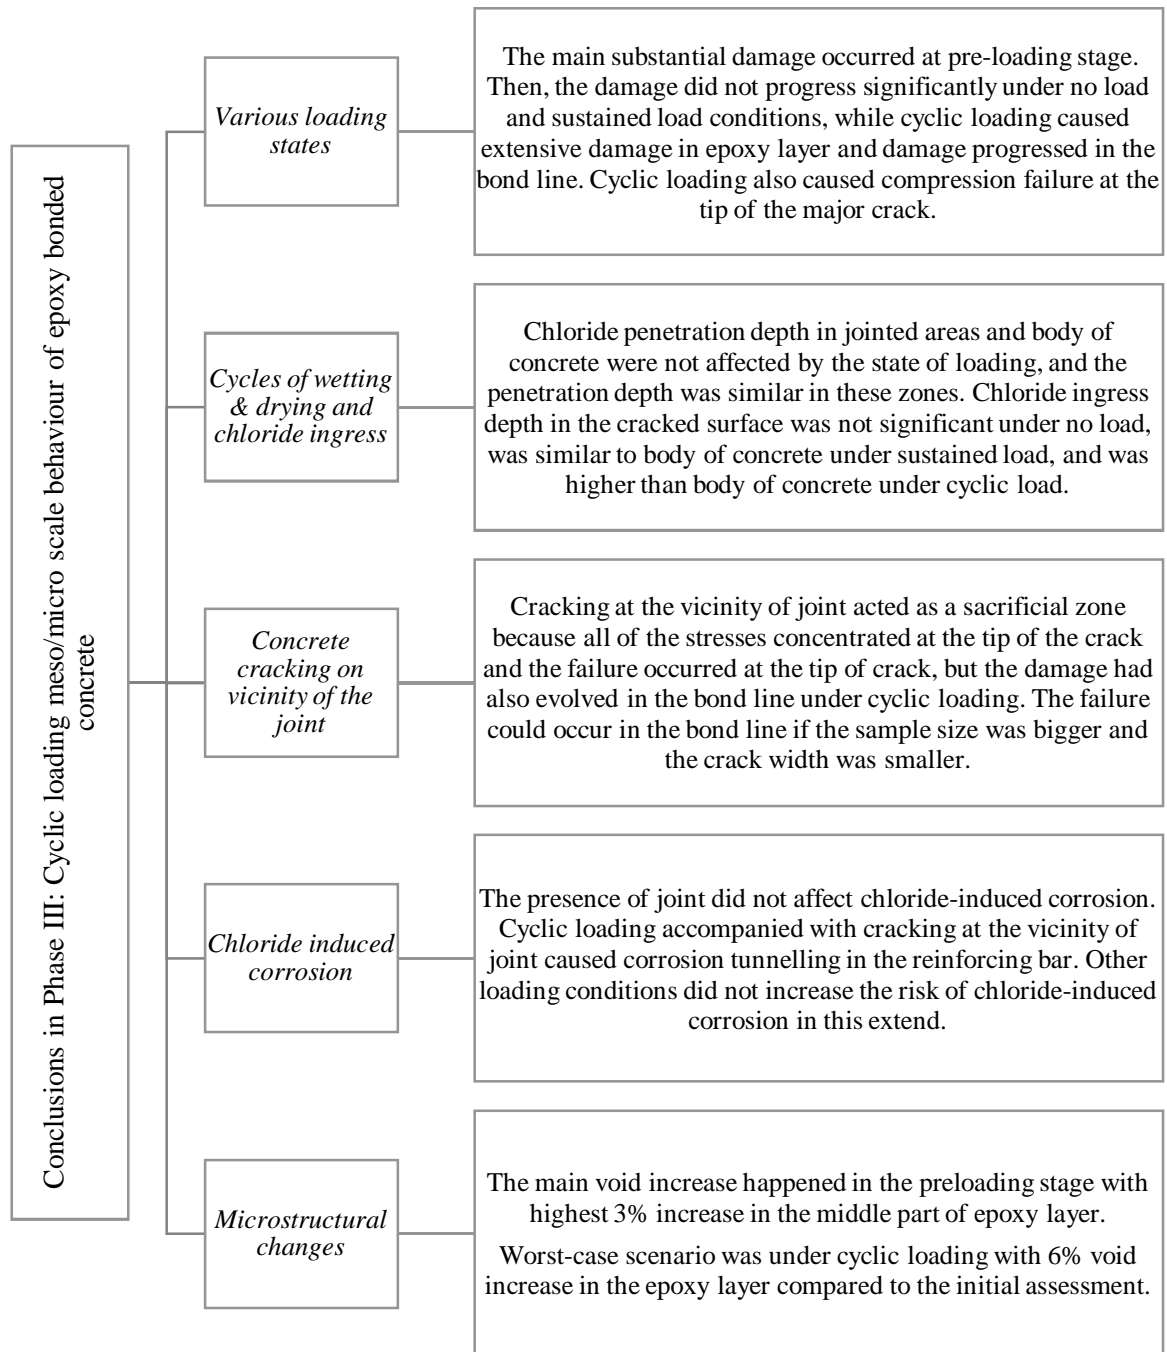 Conclusions in Phase III: Cyclic loading meso/micro scale behaviour of epoxy bonded
concrete
Various loading
states
The main substantial damage occurred at pre-loading stage.
Then, the damage did not progress significantly under no load
and sustained load conditions, while cyclic loading caused
extensive damage in epoxy layer and damage progressed in the
bond line. Cyclic loading also caused compression failure at the
tip of the major crack.
Cycles of wetting
& drying and
chloride ingress
Chloride penetration depth in jointed areas and body of
concrete were not affected by the state of loading, and the
penetration depth was similar in these zones. Chloride ingress
depth in the cracked surface was not significant under no load,
was similar to body of concrete under sustained load, and was
higher than body of concrete under cyclic load.
Concrete
cracking on
vicinity of the
joint
Cracking at the vicinity of joint acted as a sacrificial zone
because all of the stresses concentrated at the tip of the crack
and the failure occurred at the tip of crack, but the damage had
also evolved in the bond line under cyclic loading. The failure
could occur in the bond line if the sample size was bigger and
the crack width was smaller.
Chloride induced
corrosion
The presence of joint did not affect chloride-induced corrosion.
Cyclic loading accompanied with cracking at the vicinity of
joint caused corrosion tunnelling in the reinforcing bar. Other
loading conditions did not increase the risk of chloride-induced
corrosion in this extend.
Microstructural
changes
The main void increase happened in the preloading stage with
highest 3% increase in the middle part of epoxy layer.
Worst-case scenario was under cyclic loading with 6% void
increase in the epoxy layer compared to the initial assessment.